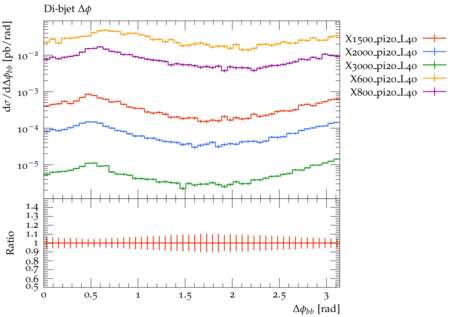 Di-bjet Δϕ
dσ/dΔϕbb [pb/rad]
10−2
10−3
10−4
10−5
X1500_pi20_L40
X2000_pi20_L40
X3000_pi20_L40
X600_pi20_L40
X800_pi20_L40
Ratio
1.4
1.3
1.2
1.1
1
0.9
0.8
0.7
0.6
0.5
0 0.5 1 1.5 2 2.5 3
Δϕbb [rad]